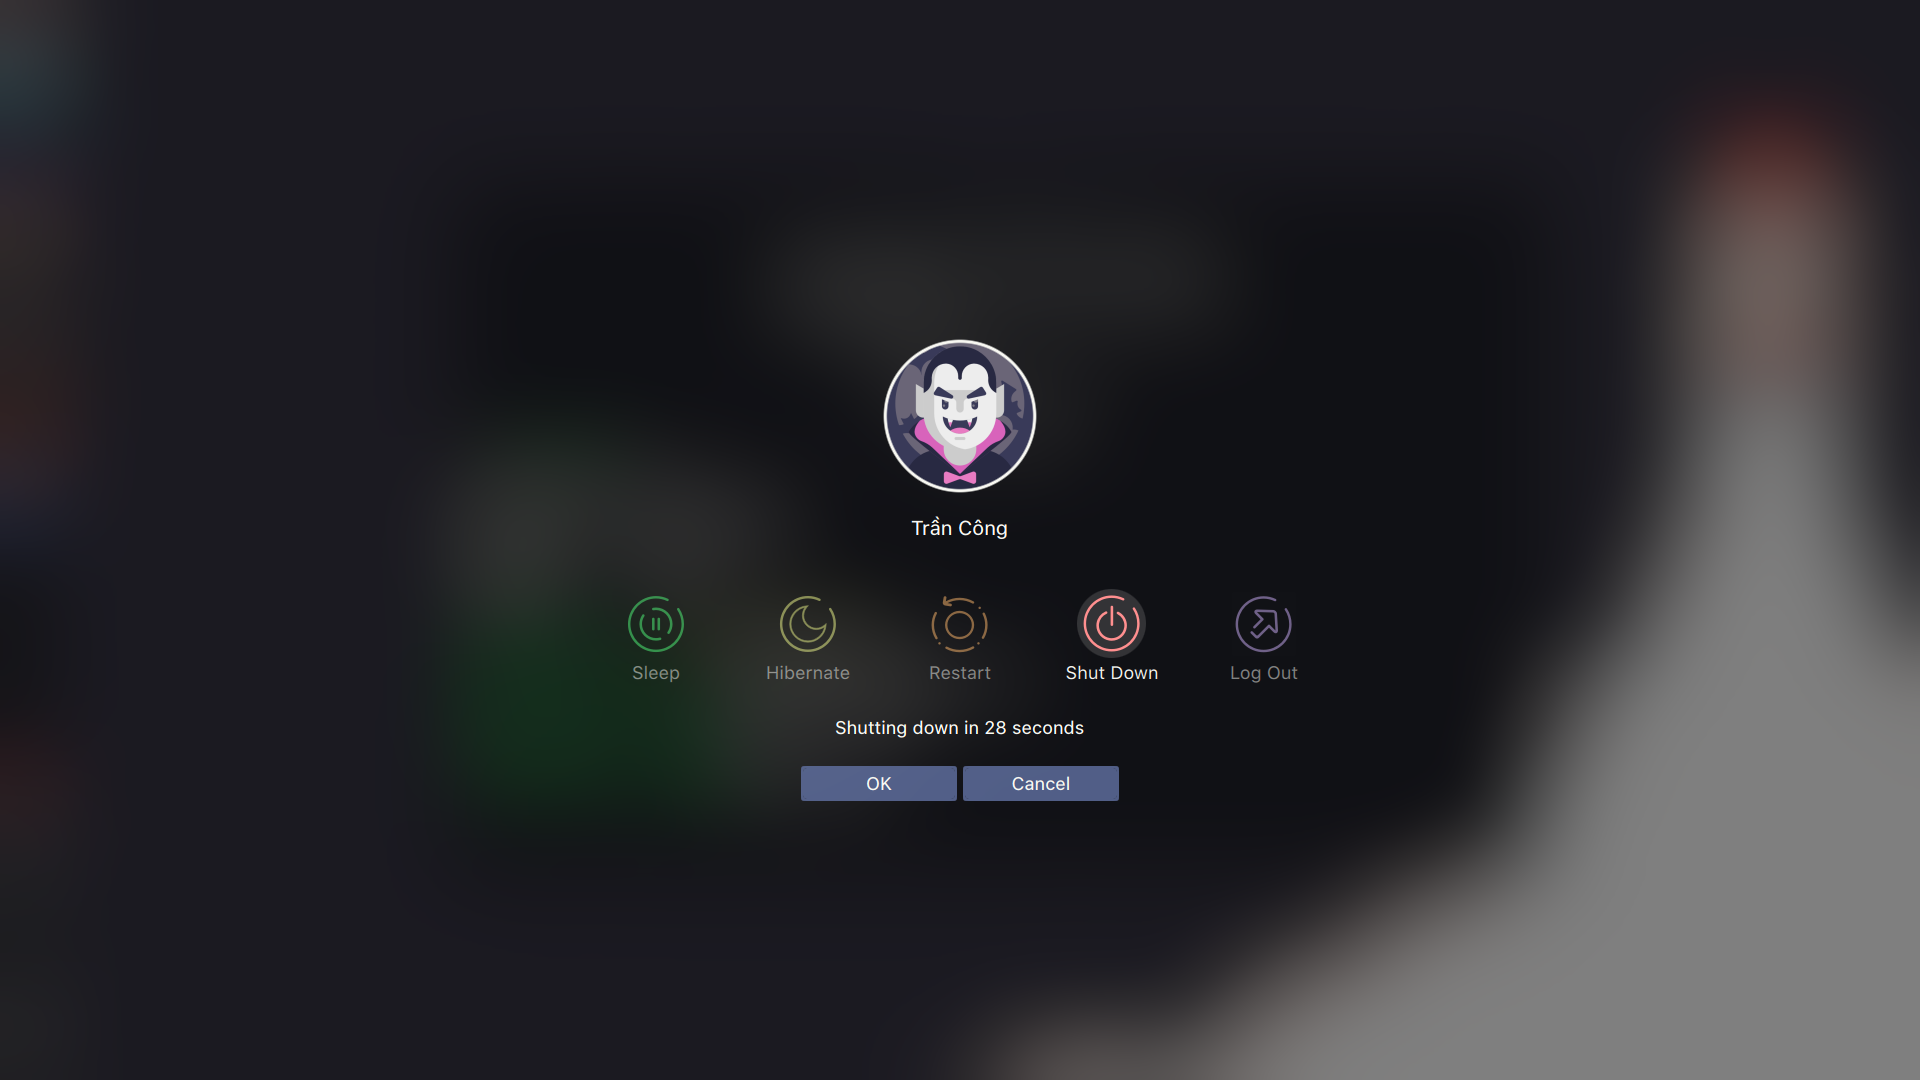 Trần Công
Sleep
Hibernate
Restart
Shut Down
Log Out
Shutting down in 28 seconds
OK
Cancel